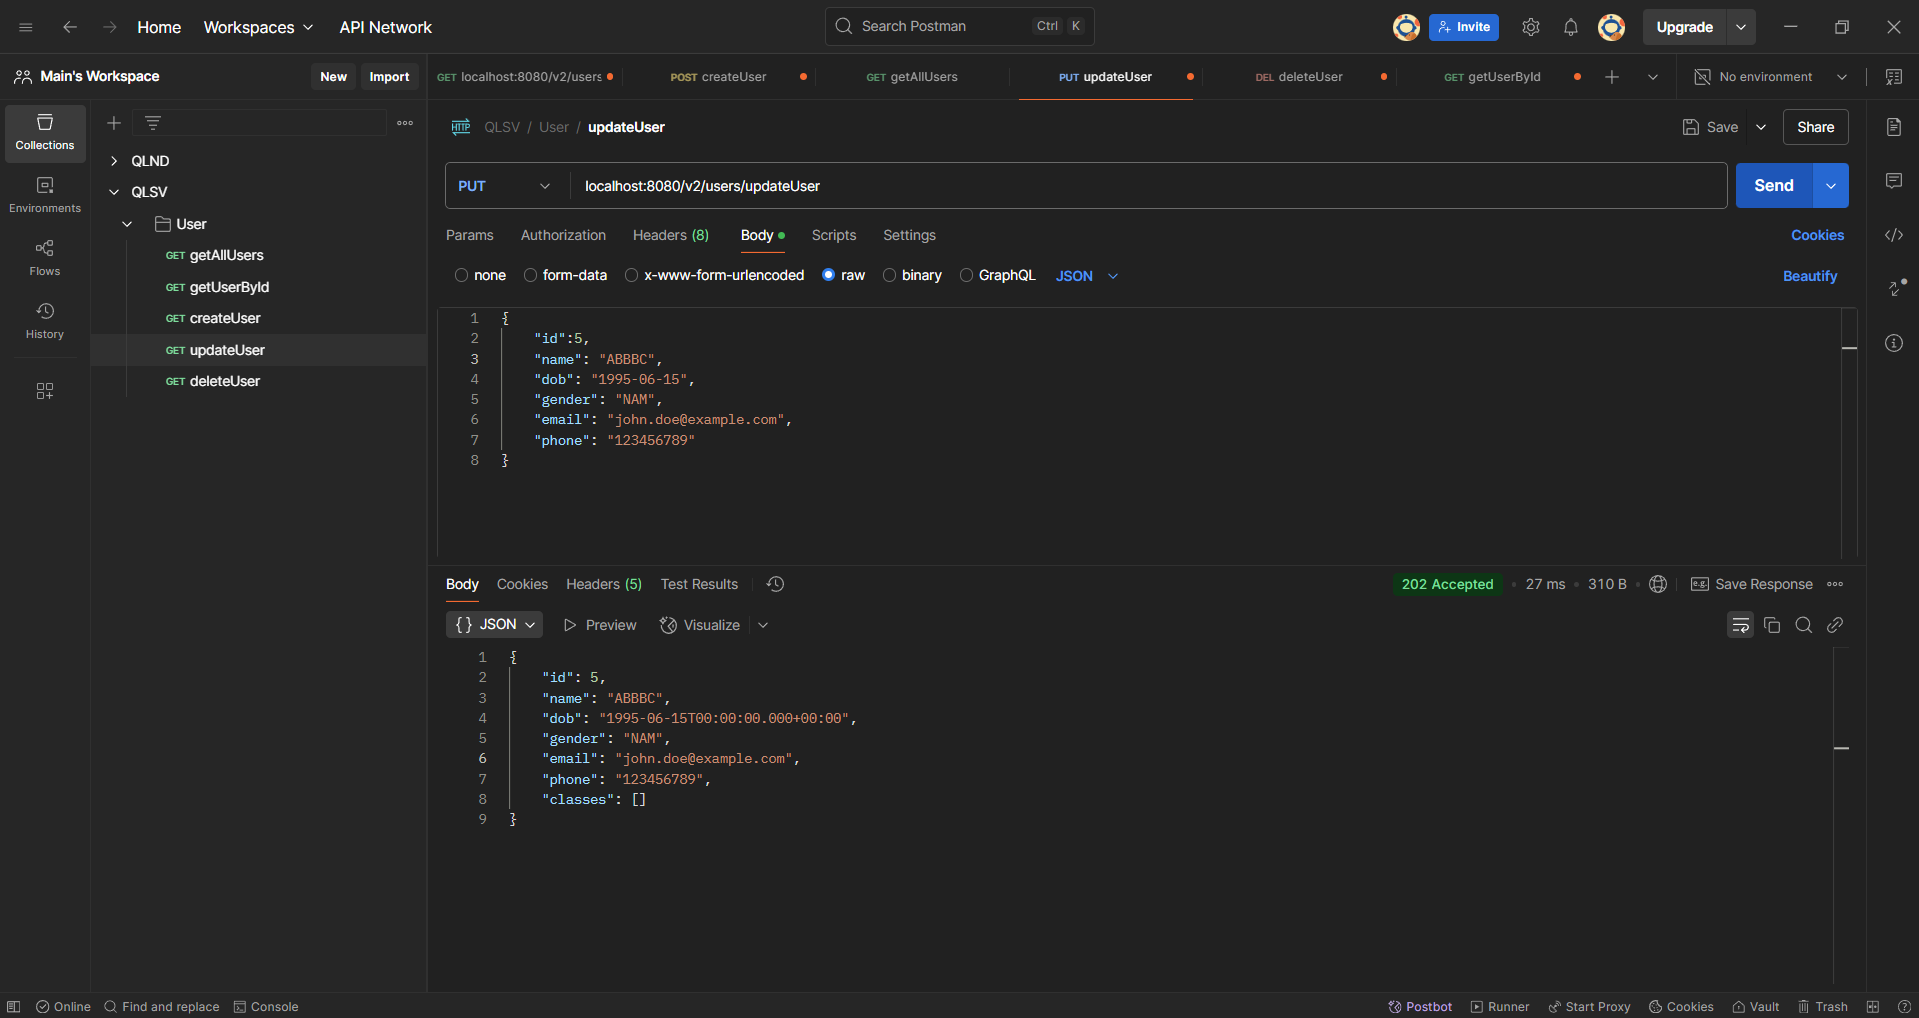 Home Workspaces API Network Search Postman Ctrl K Invite Upgrade
Main's Workspace New Import GET localhost:8080/v2/users POST createUser GET getAllUsers PUT updateUser DEL deleteUser GET getUserById No environment
Collections
Environments
Flows
History
QLND
QLSV
User
GET getAllUsers
GET getUserById
GET createUser
GET updateUser
GET deleteUser
HTTP QLSV / User / updateUser Save Share
PUT localhost:8080/v2/users/updateUser Send
Params Authorization Headers (8) Body Scripts Settings Cookies
none form-data x-www-form-urlencoded raw binary GraphQL JSON Beautify
1 {
2 "id":5,
3 "name": "ABBBC",
4 "dob": "1995-06-15",
5 "gender": "NAM",
6 "email": "john.doe@example.com",
7 "phone": "123456789"
8 }
Body Cookies Headers (5) Test Results 202 Accepted 27 ms 310 B e.g. Save Response
{} JSON Preview Visualize
1 {
2 "id": 5,
3 "name": "ABBBC",
4 "dob": "1995-06-15T00:00:00.000+00:00",
5 "gender": "NAM",
6 "email": "john.doe@example.com",
7 "phone": "123456789",
8 "classes": []
9 }
Online Find and replace Console Postbot Runner Start Proxy Cookies Vault Trash